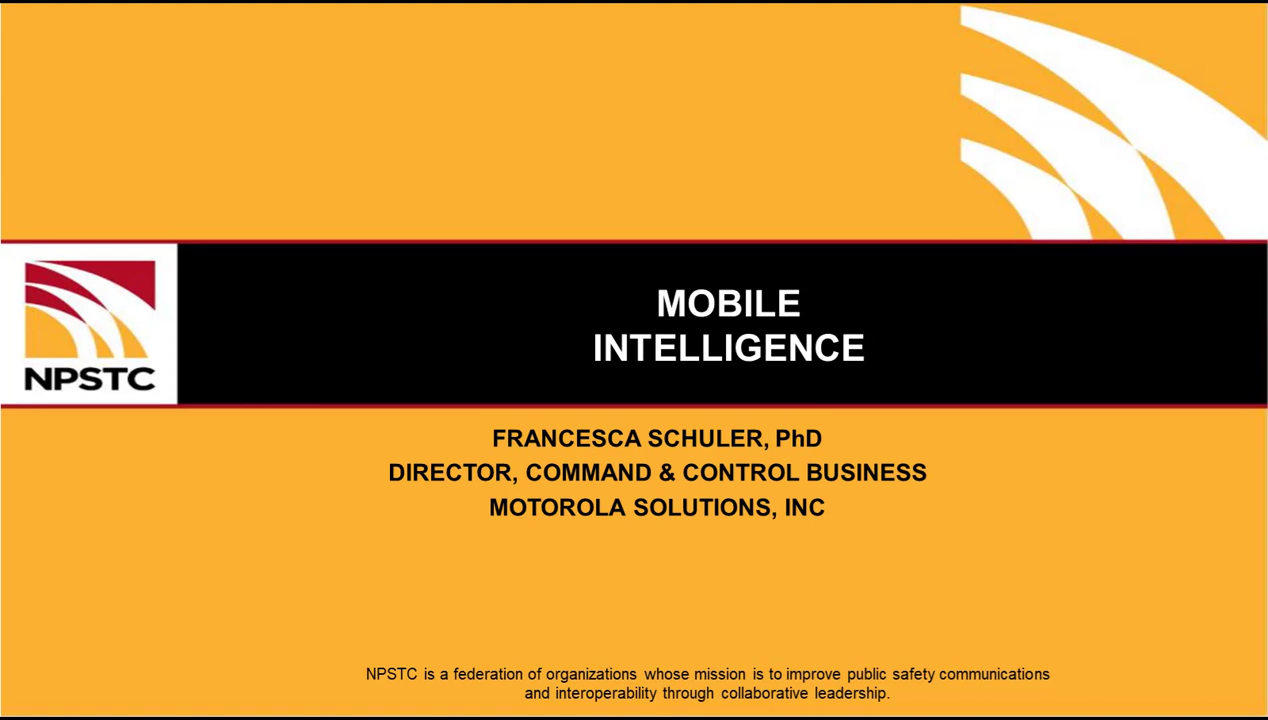 MOBILE
INTELLIGENCE
NPSTC
FRANCESCA SCHULER, PhD
DIRECTOR, COMMAND & CONTROL BUSINESS
MOTOROLA SOLUTIONS, INC
NPSTC is a federation of organizations whose mission is to improve public safety communications
and interoperability through collaborative leadership.